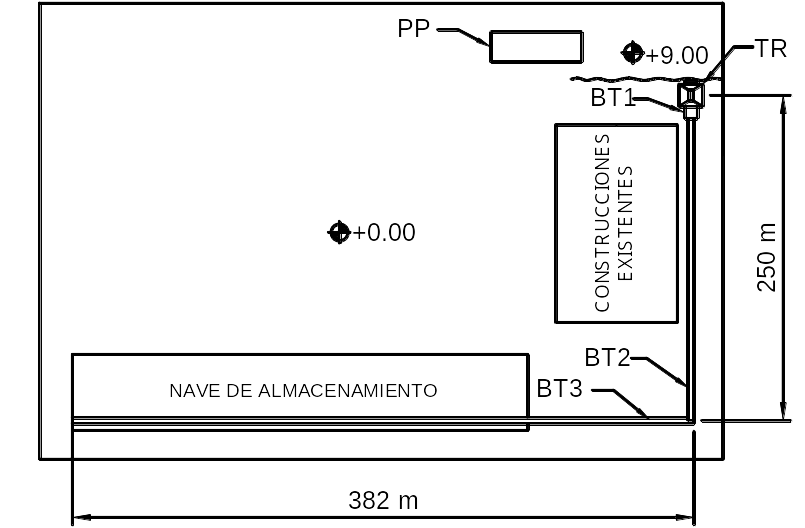 PP
+9.00
TR
BT1
CONSTRUCCIONES
EXISTENTES
+0.00
250 m
BT2
BT3
NAVE DE ALMACENAMIENTO
382 m